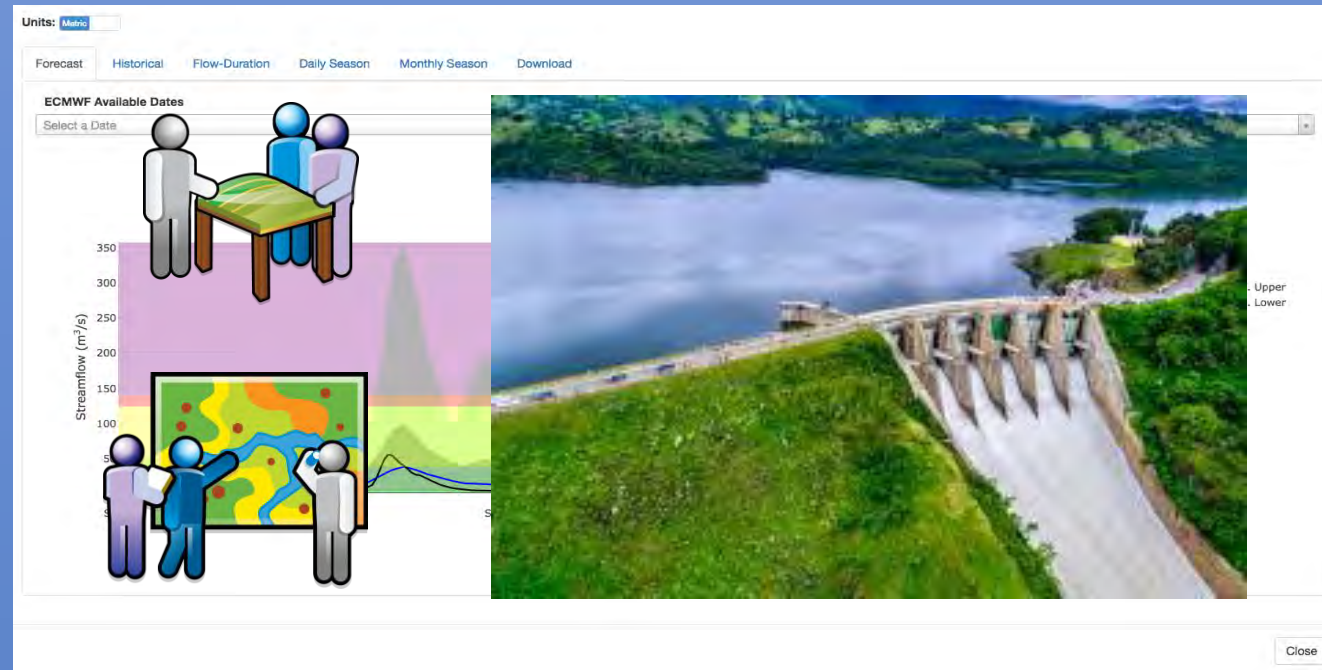 Units: Metric
Forecast Historical Flow-Duration Daily Season Monthly Season Download
ECMWF Available Dates
Select a Date
350
300
250
200
150
100
Streamflow (m³/s)
. Upper
. Lower
Close